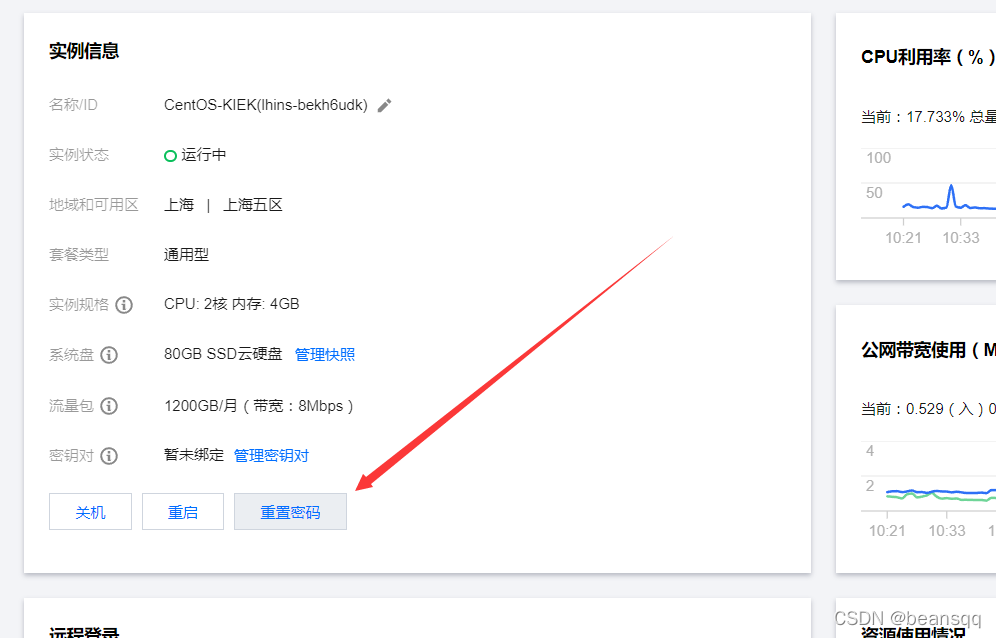 实例信息
名称/ID CentOS-KIEK(lhins-bekh6udk)
实例状态 运行中
地域和可用区 上海 | 上海五区
套餐类型 通用型
实例规格 CPU: 2核 内存: 4GB
系统盘 80GB SSD云硬盘 管理快照
流量包 1200GB/月 ( 带宽：8Mbps )
密钥对 暂未绑定 管理密钥对
关机 重启 重置密码
远程登录
CPU利用率 ( % )
当前：17.733% 总量
100
50
10:21 10:33
公网带宽使用 ( M
当前：0.529 ( 入 ) 0
4
2
10:21 10:33 1
CSDN @beansqq
资源使用情况